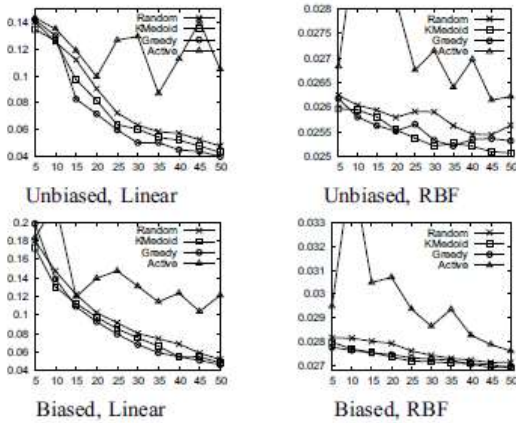 0.14
0.12
0.1
0.08
0.06
0.04
5 10 15 20 25 30 35 40 45 50
Random
KMedoid
Greedy
Active
Unbiased, Linear
0.028
0.0275
0.027
0.0265
0.026
0.0255
0.025
5 10 15 20 25 30 35 40 45 50
Random
KMedoid
Greedy
Active
Unbiased, RBF
0.2
0.18
0.16
0.14
0.12
0.1
0.08
0.06
0.04
5 10 15 20 25 30 35 40 45 50
Random
KMedoid
Greedy
Active
Biased, Linear
0.033
0.032
0.031
0.03
0.029
0.028
0.027
5 10 15 20 25 30 35 40 45 50
Random
KMedoid
Greedy
Active
Biased, RBF